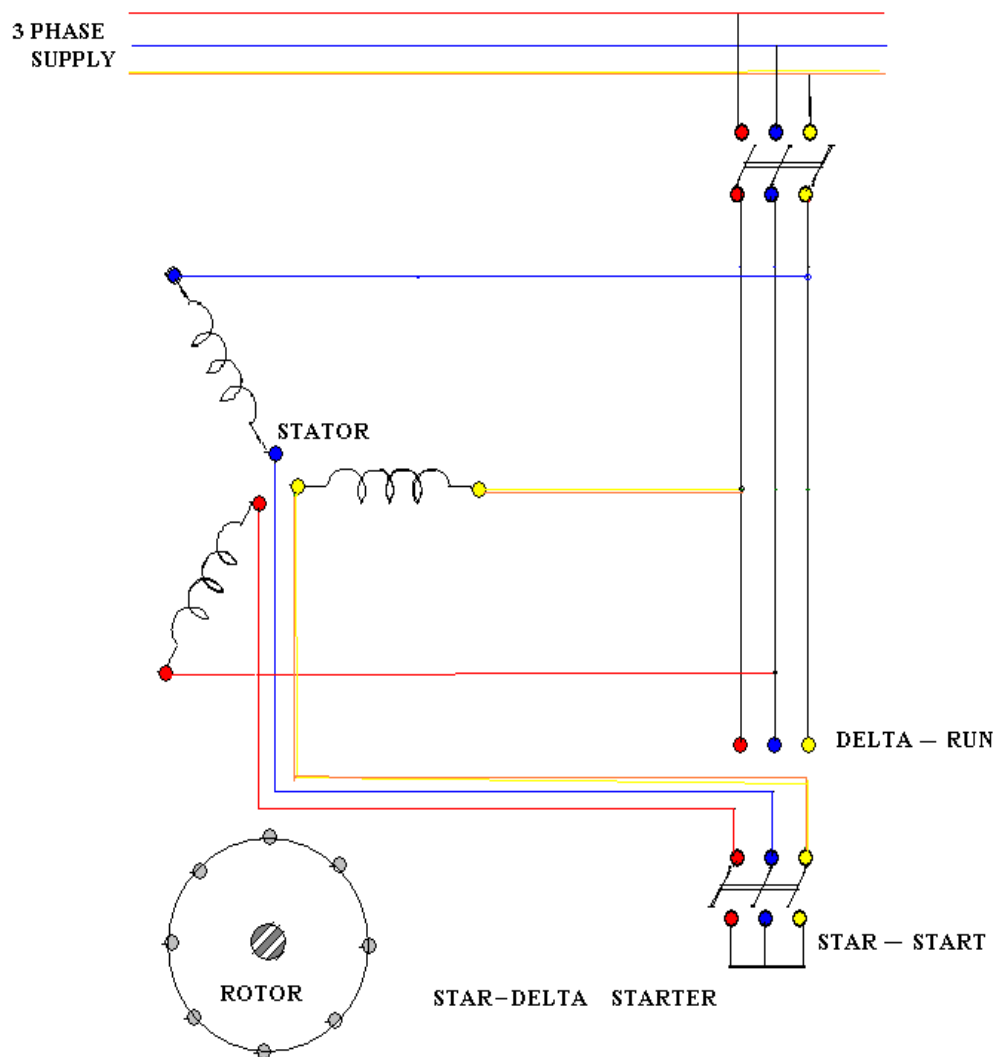 3 PHASE
SUPPLY
STATOR
DELTA – RUN
STAR – START
ROTOR
STAR-DELTA STARTER